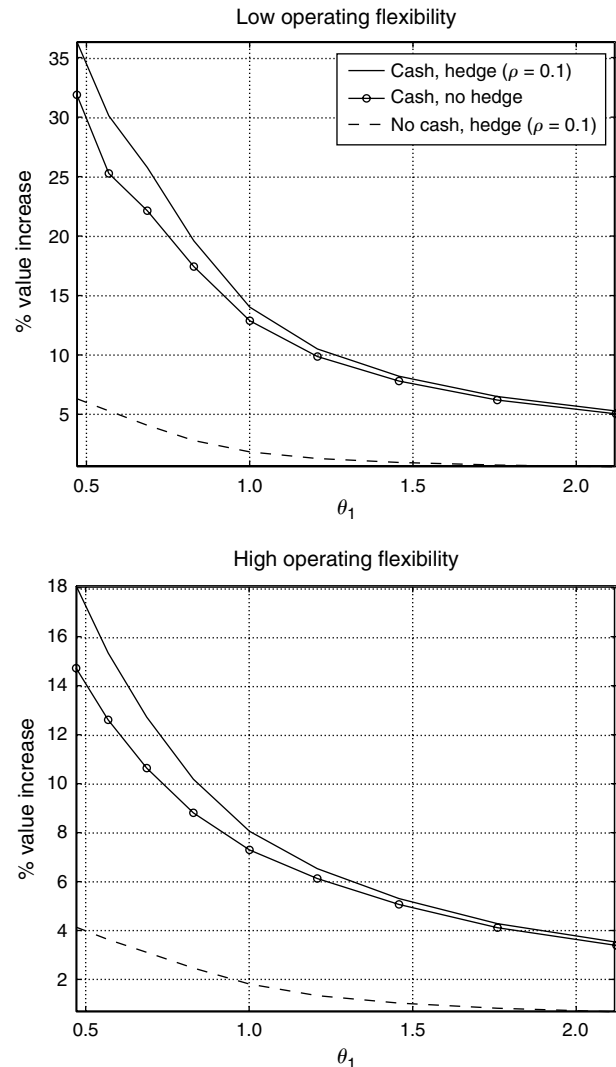 Low operating flexibility
35
30
25
20
15
10
5
% value increase
Cash, hedge (ρ = 0.1)
Cash, no hedge
No cash, hedge (ρ = 0.1)
0.5 1.0 1.5 2.0
θ1
High operating flexibility
18
16
14
12
10
8
6
4
2
% value increase
0.5 1.0 1.5 2.0
θ1